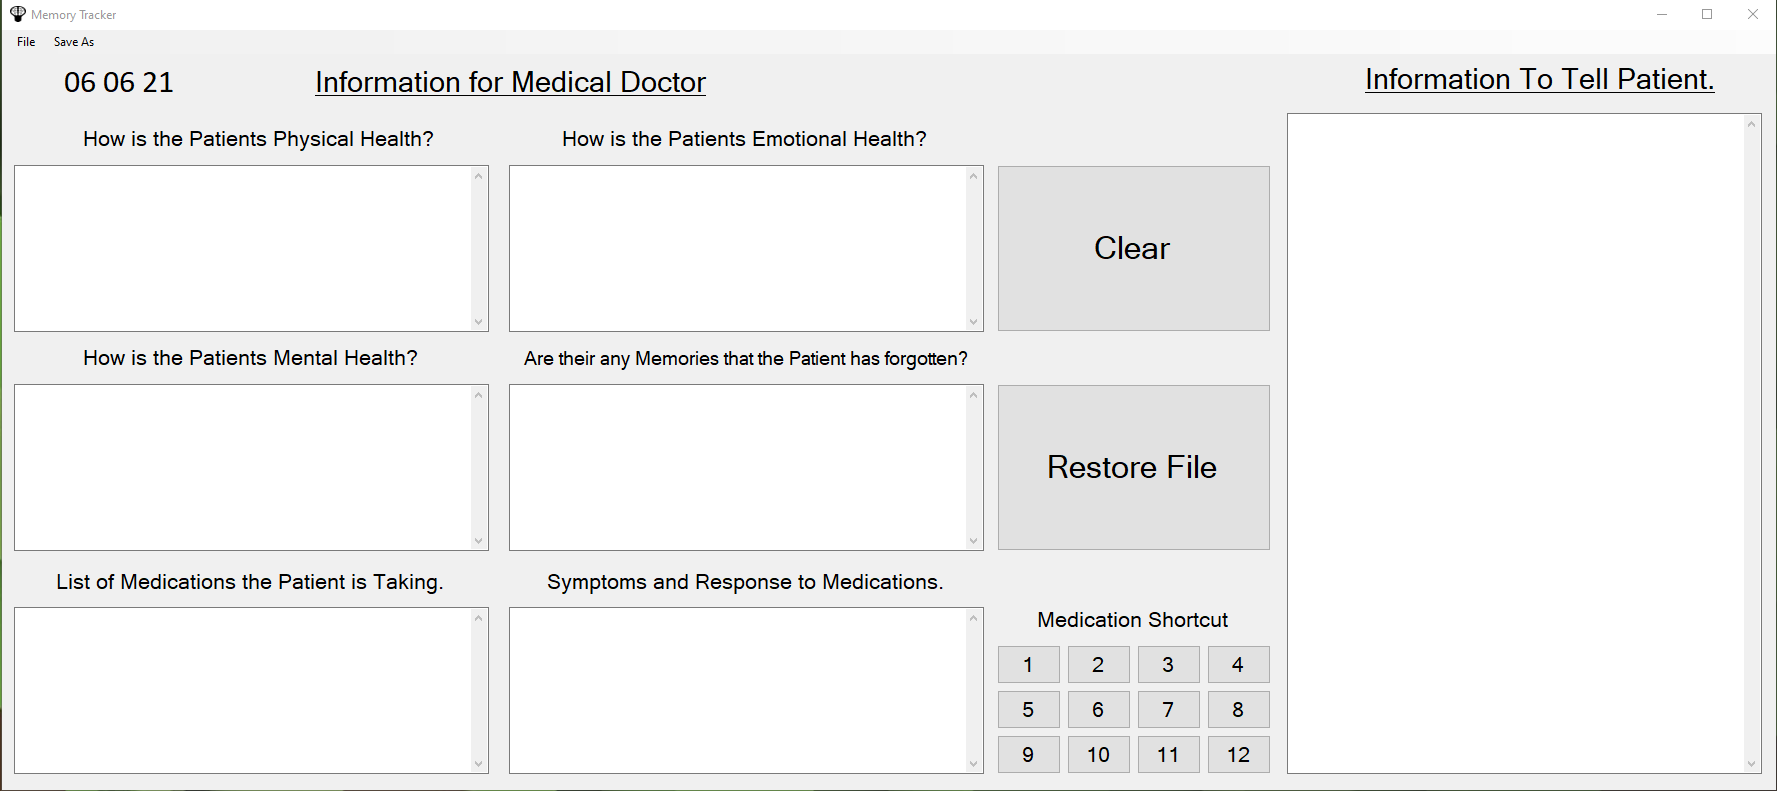 Memory Tracker
File Save As
06 06 21
Information for Medical Doctor
Information To Tell Patient.
How is the Patients Physical Health?
How is the Patients Emotional Health?
Clear
How is the Patients Mental Health?
Are their any Memories that the Patient has forgotten?
Restore File
List of Medications the Patient is Taking.
Symptoms and Response to Medications.
Medication Shortcut
1 2 3 4
5 6 7 8
9 10 11 12